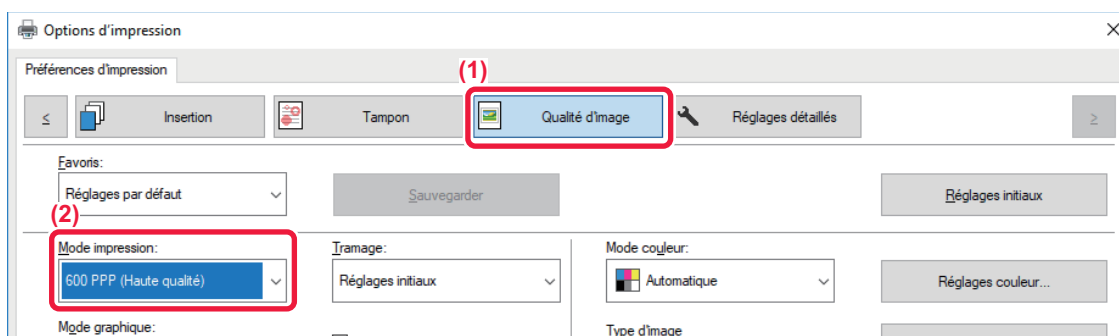 Options d'impression
Préférences d'impression
(1)
< Insertion Tampon Qualité d'image Réglages détaillés >
Favoris:
Réglages par défaut Sauvegarder Réglages initiaux
(2)
Mode impression: Tramage: Mode couleur:
600 PPP (Haute qualité) Réglages initiaux Automatique Réglages couleur...
Mode graphique: Type d'image